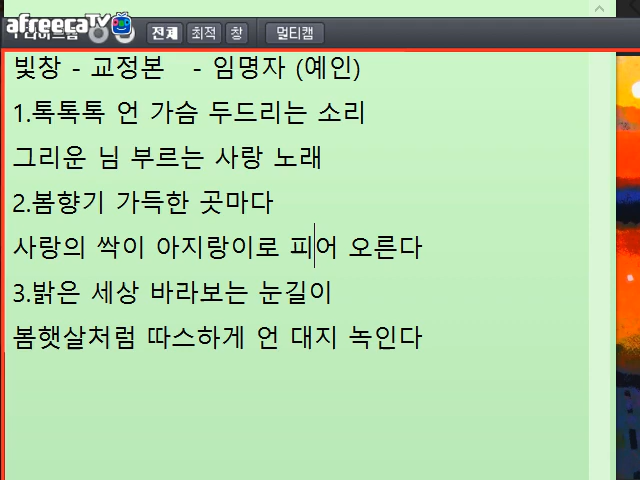 afreecaTV
전체 최적 창 멀티캠
빛창 - 교정본 - 임명자 (예인)
1.톡톡톡 언 가슴 두드리는 소리
그리운 님 부르는 사랑 노래
2.봄향기 가득한 곳마다
사랑의 싹이 아지랑이로 피어 오른다
3.밝은 세상 바라보는 눈길이
봄햇살처럼 따스하게 언 대지 녹인다